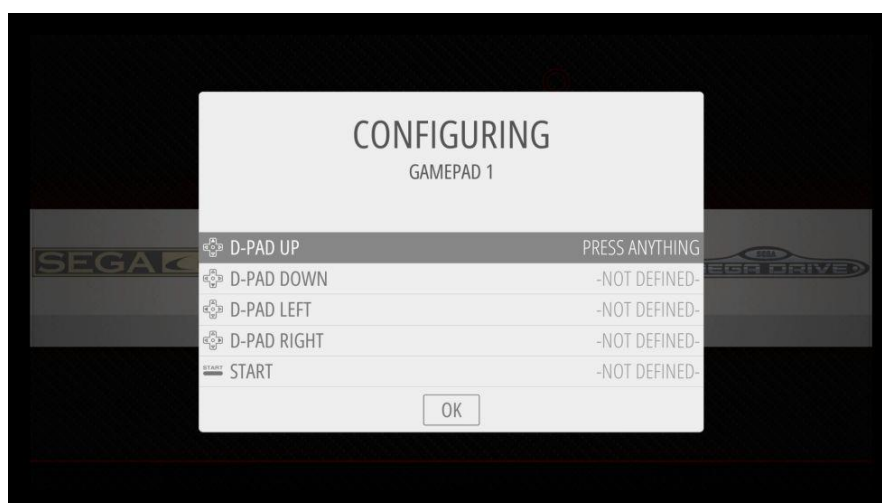 CONFIGURING
GAMEPAD 1
D-PAD UP PRESS ANYTHING
D-PAD DOWN -NOT DEFINED-
D-PAD LEFT -NOT DEFINED-
D-PAD RIGHT -NOT DEFINED-
START START -NOT DEFINED-
OK
SEGA
SEGA
EGA DRIVE